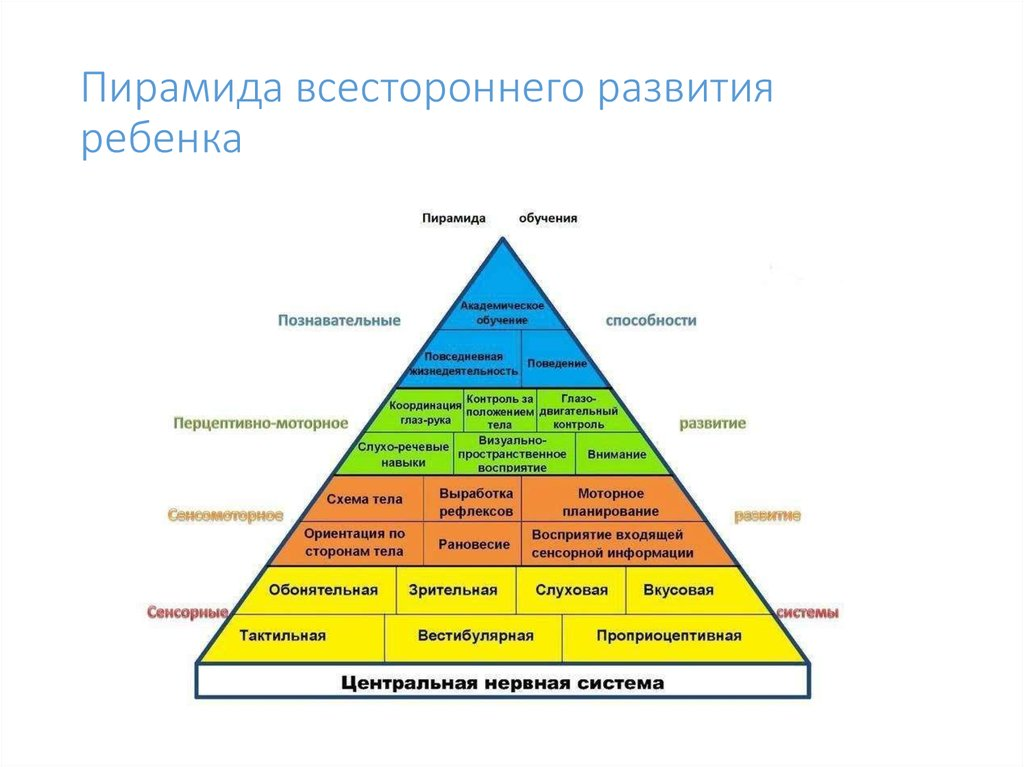 Пирамида всестороннего развития
ребенка
Пирамида обучения
Академическое
обучение
Познавательные способности
Повседневная
жизнедеятельность
Поведение
Координация
глаз-рука
Контроль за
положением
тела
Глазо-
двигательный
контроль
Перцептивно-моторное развитие
Слухо-речевые
навыки
Визуально-
пространственное
восприятие
Внимание
Схема тела
Выработка
рефлексов
Моторное
планирование
Сенсомоторное развитие
Ориентация по
сторонам тела
Рановесие
Восприятие входящей
сенсорной информации
Обонятельная
Зрительная
Слуховая
Вкусовая
Сенсорные системы
Тактильная
Вестибулярная
Проприоцептивная
Центральная нервная система